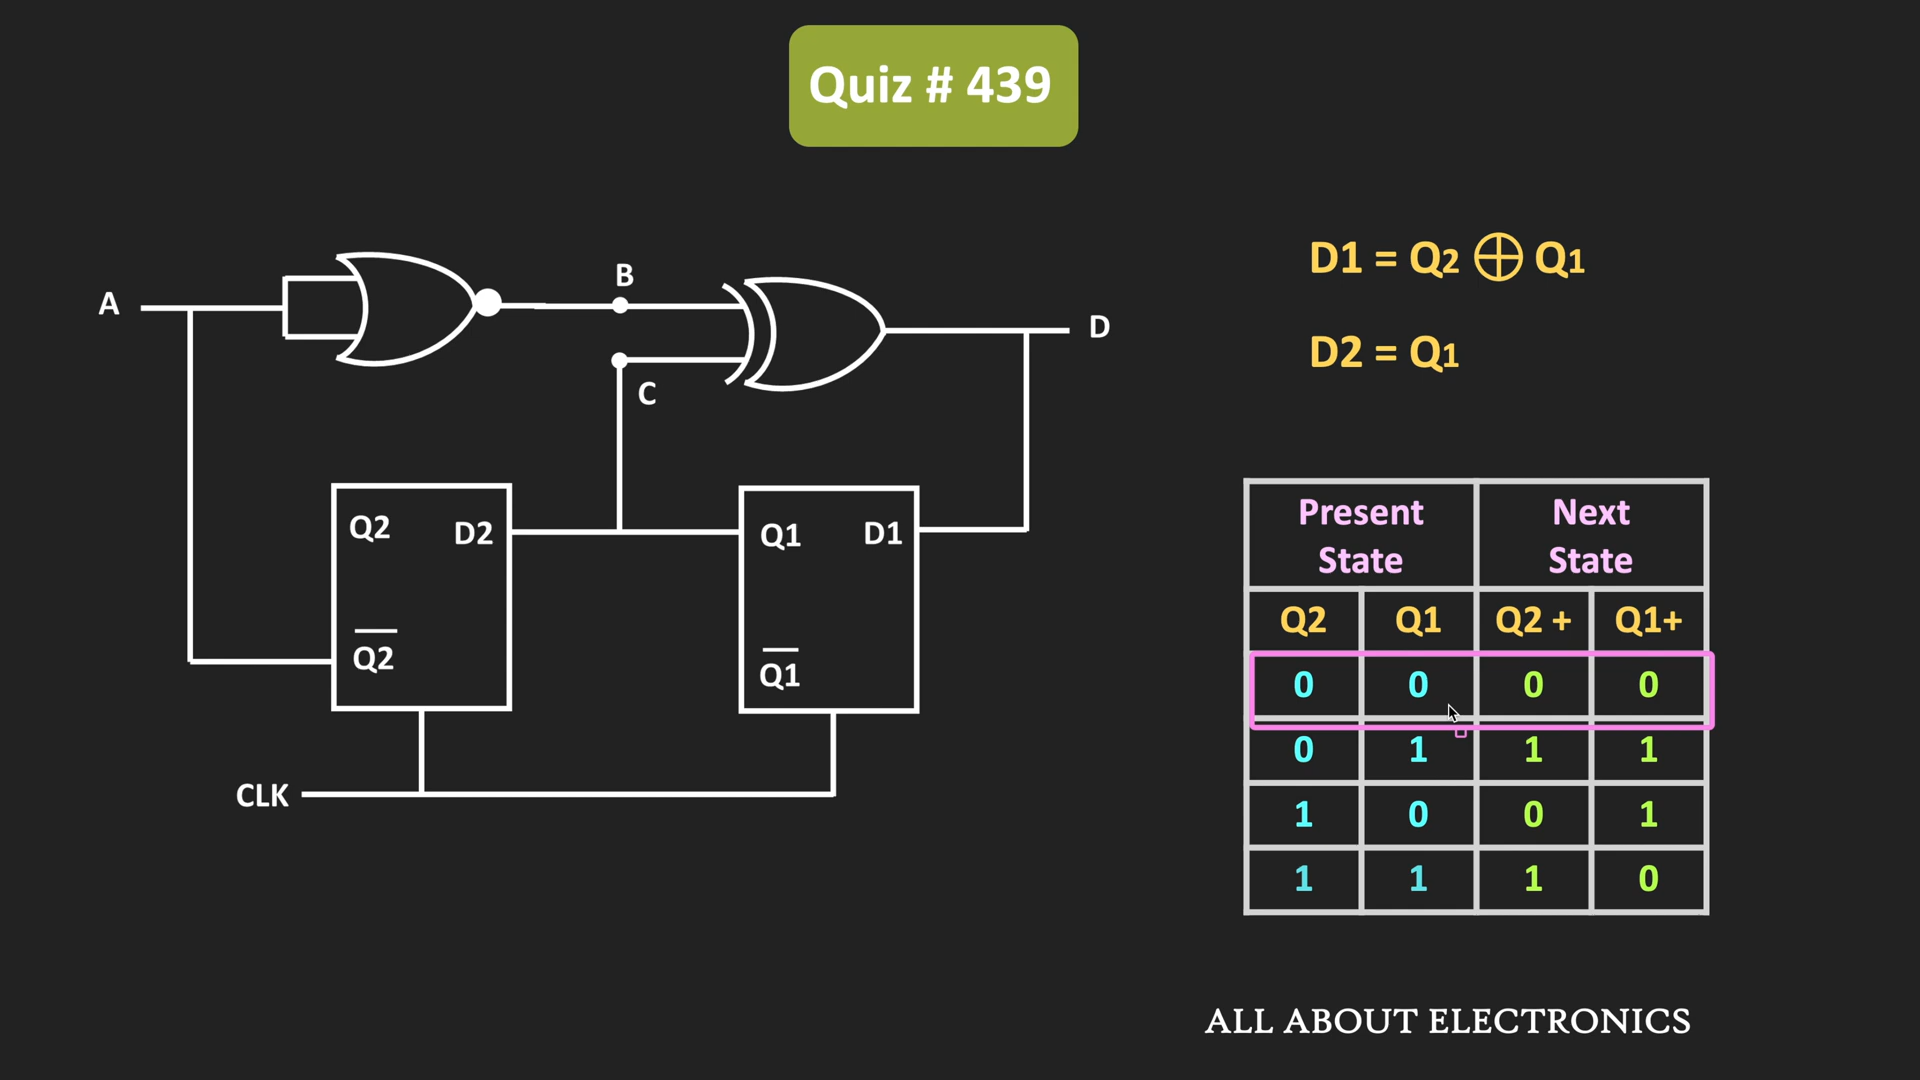 Quiz # 439
D1 = Q2 ⊕ Q1
D2 = Q1
A
B
C
D
Q2 D2
Q̅2̅
Q1 D1
Q̅1̅
CLK
Present State Next State
Q2 Q1 Q2 + Q1+
0 0 0 0
0 1 1 1
1 0 0 1
1 1 1 0
ALL ABOUT ELECTRONICS